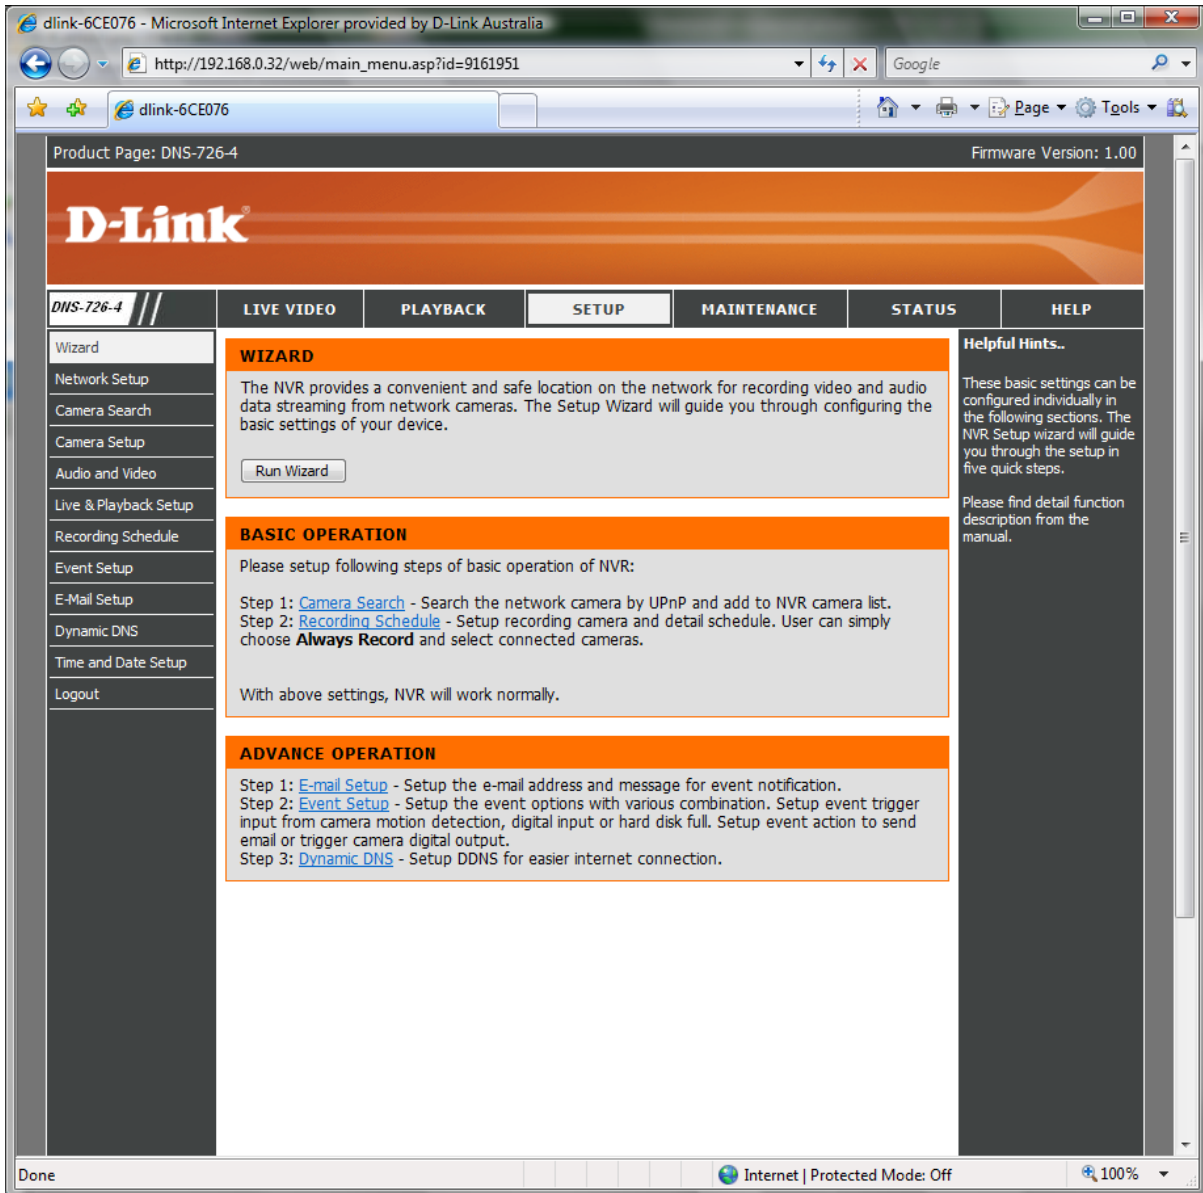 dlink-6CE076 - Microsoft Internet Explorer provided by D-Link Australia
http://192.168.0.32/web/main_menu.asp?id=9161951
Google
dlink-6CE076
Page
Tools
Product Page: DNS-726-4
Firmware Version: 1.00
D-Link®
DNS-726-4
LIVE VIDEO
PLAYBACK
SETUP
MAINTENANCE
STATUS
HELP
Wizard
Network Setup
Camera Search
Camera Setup
Audio and Video
Live & Playback Setup
Recording Schedule
Event Setup
E-Mail Setup
Dynamic DNS
Time and Date Setup
Logout
WIZARD
The NVR provides a convenient and safe location on the network for recording video and audio
data streaming from network cameras. The Setup Wizard will guide you through configuring the
basic settings of your device.
Run Wizard
BASIC OPERATION
Please setup following steps of basic operation of NVR:
Step 1: Camera Search - Search the network camera by UPnP and add to NVR camera list.
Step 2: Recording Schedule - Setup recording camera and detail schedule. User can simply
choose Always Record and select connected cameras.
With above settings, NVR will work normally.
ADVANCE OPERATION
Step 1: E-mail Setup - Setup the e-mail address and message for event notification.
Step 2: Event Setup - Setup the event options with various combination. Setup event trigger
input from camera motion detection, digital input or hard disk full. Setup event action to send
email or trigger camera digital output.
Step 3: Dynamic DNS - Setup DDNS for easier internet connection.
Helpful Hints..
These basic settings can be
configured individually in
the following sections. The
NVR Setup wizard will guide
you through the setup in
five quick steps.
Please find detail function
description from the
manual.
Done
Internet | Protected Mode: Off
100%